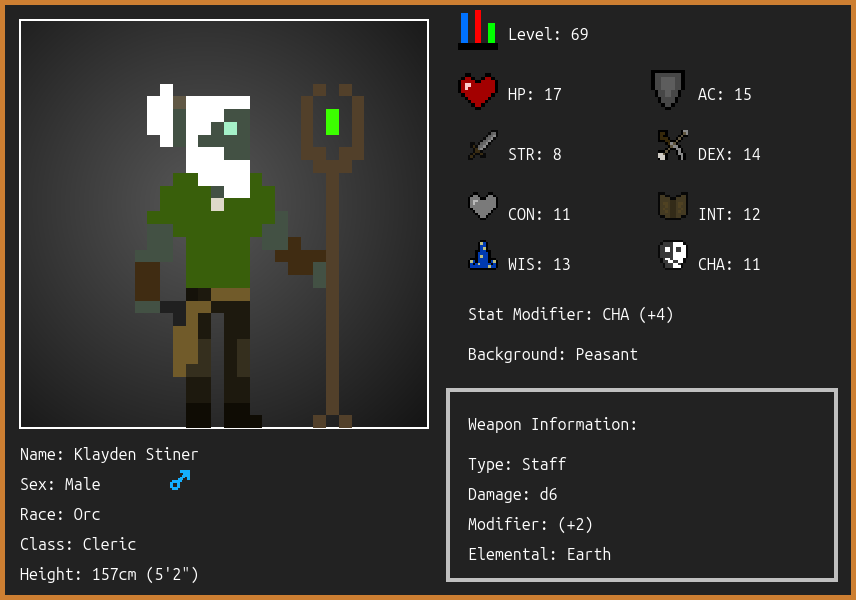 Level: 69
HP: 17
AC: 15
STR: 8
DEX: 14
CON: 11
INT: 12
WIS: 13
CHA: 11
Stat Modifier: CHA (+4)
Background: Peasant
Weapon Information:
Type: Staff
Damage: d6
Modifier: (+2)
Elemental: Earth
Name: Klayden Stiner
Sex: Male
Race: Orc
Class: Cleric
Height: 157cm (5'2")